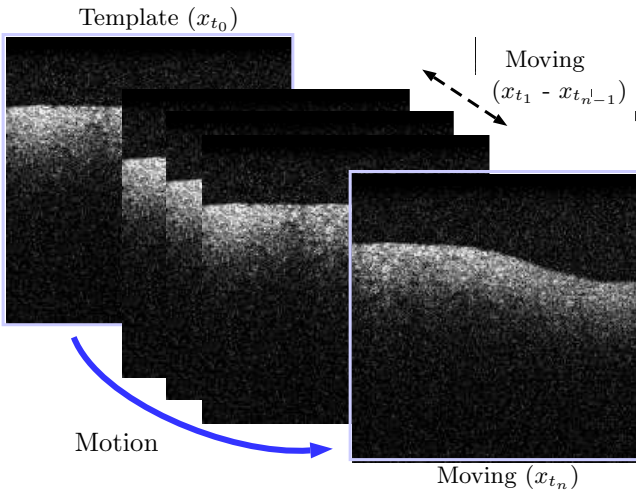 Template (x_{t_0})
Moving
(x_{t_1} - x_{t_{n-1}})
Motion
Moving (x_{t_n})